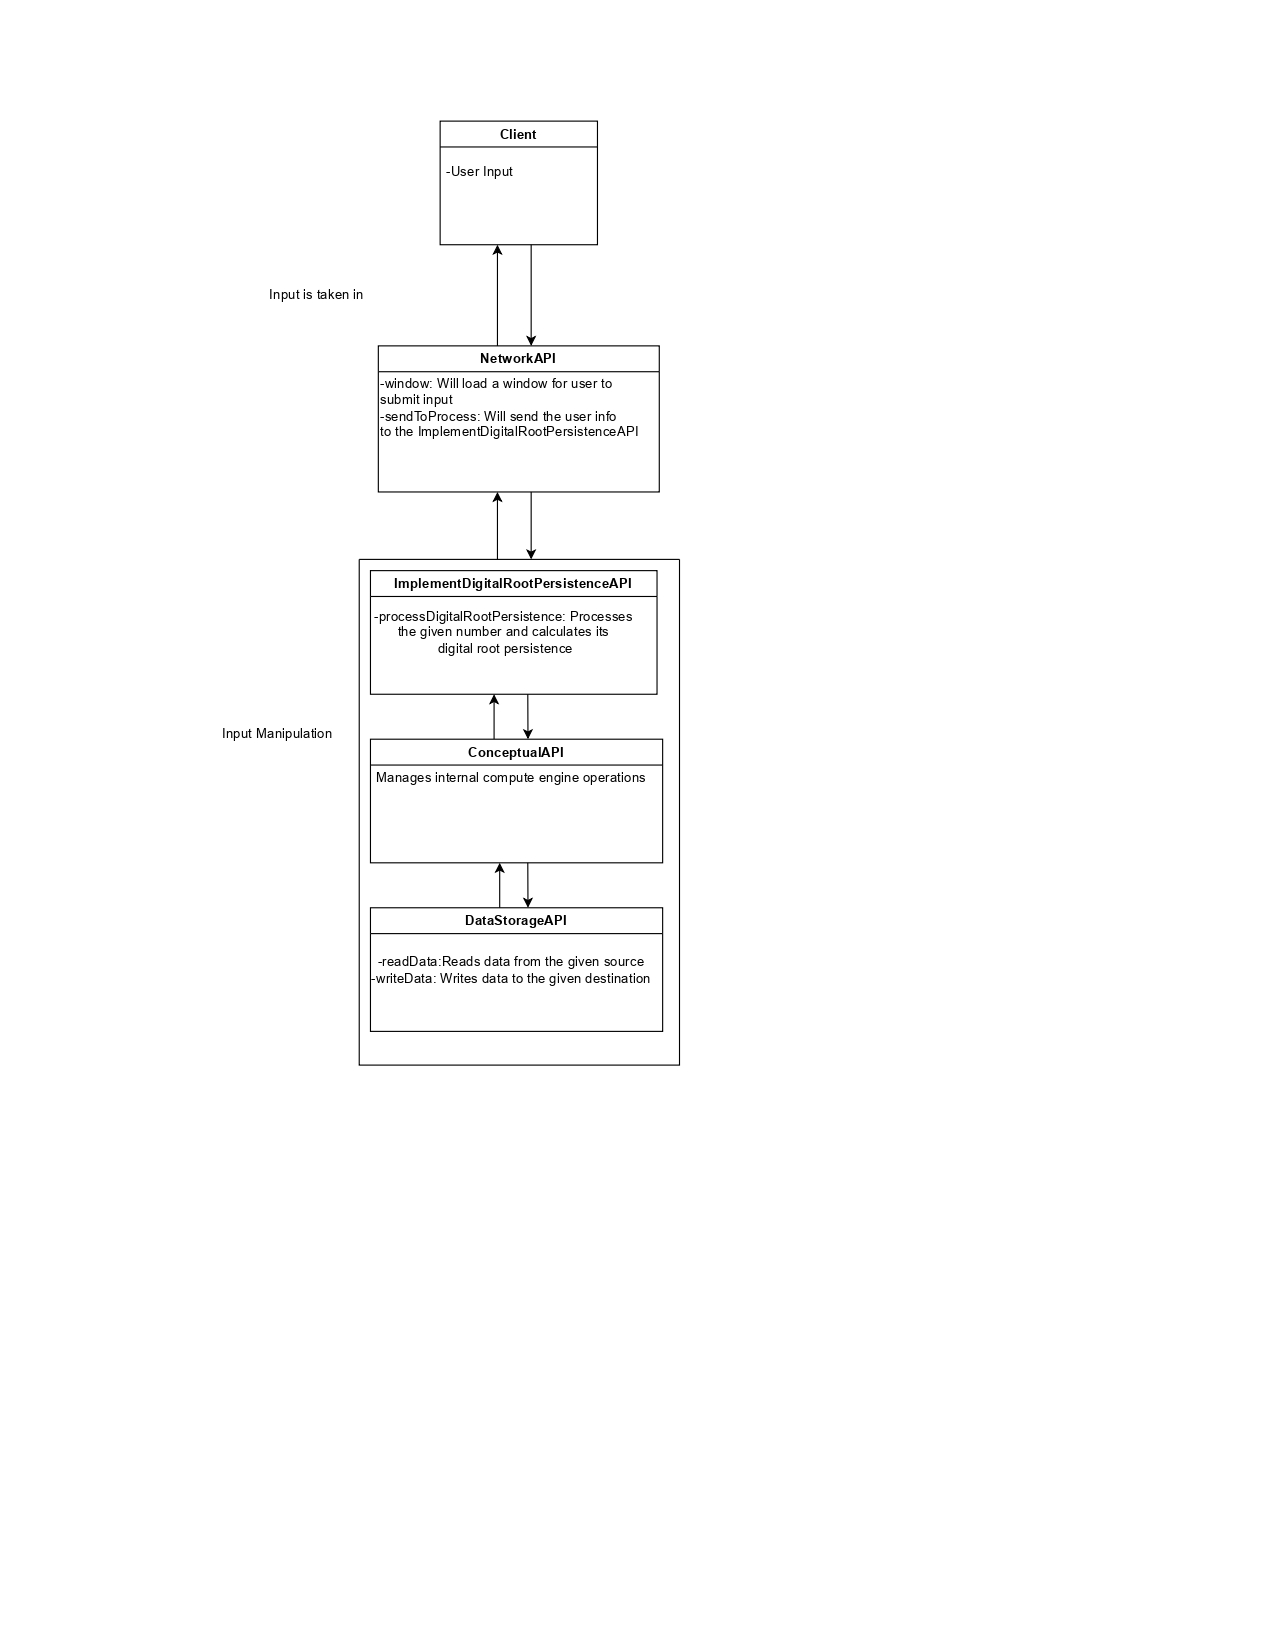 Client
-User Input
Input is taken in
NetworkAPI
-window: Will load a window for user to
submit input
-sendToProcess: Will send the user info
to the ImplementDigitalRootPersistenceAPI
ImplementDigitalRootPersistenceAPI
-processDigitalRootPersistence: Processes
the given number and calculates its
digital root persistence
Input Manipulation
ConceptualAPI
Manages internal compute engine operations
DataStorageAPI
-readData:Reads data from the given source
-writeData: Writes data to the given destination